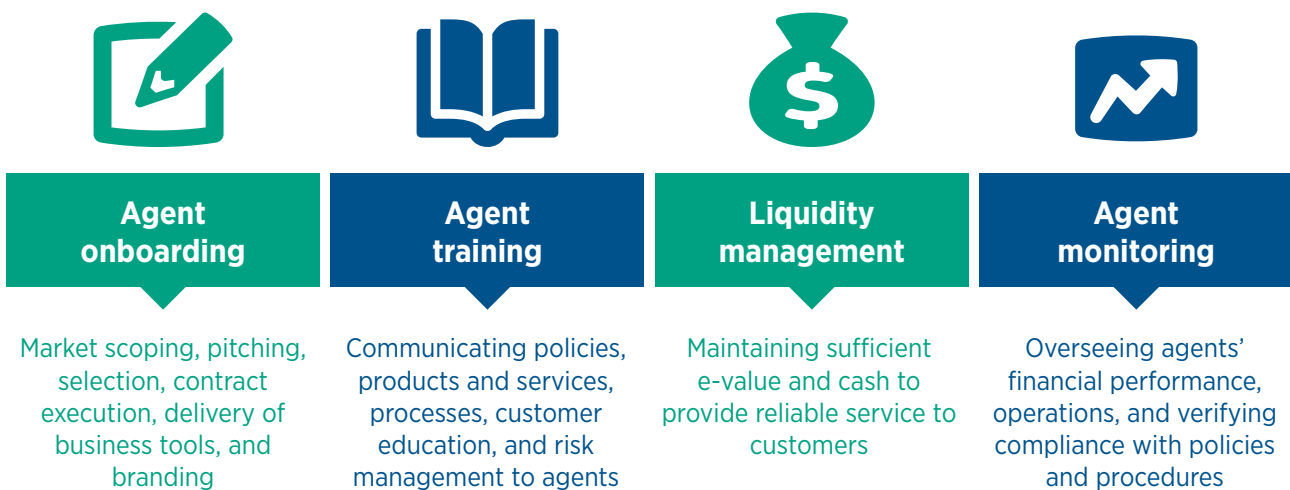 $
Agent
onboarding
Market scoping, pitching,
selection, contract
execution, delivery of
business tools, and
branding
Agent
training
Communicating policies,
products and services,
processes, customer
education, and risk
management to agents
Liquidity
management
Maintaining sufficient
e-value and cash to
provide reliable service to
customers
Agent
monitoring
Overseeing agents’
financial performance,
operations, and verifying
compliance with policies
and procedures